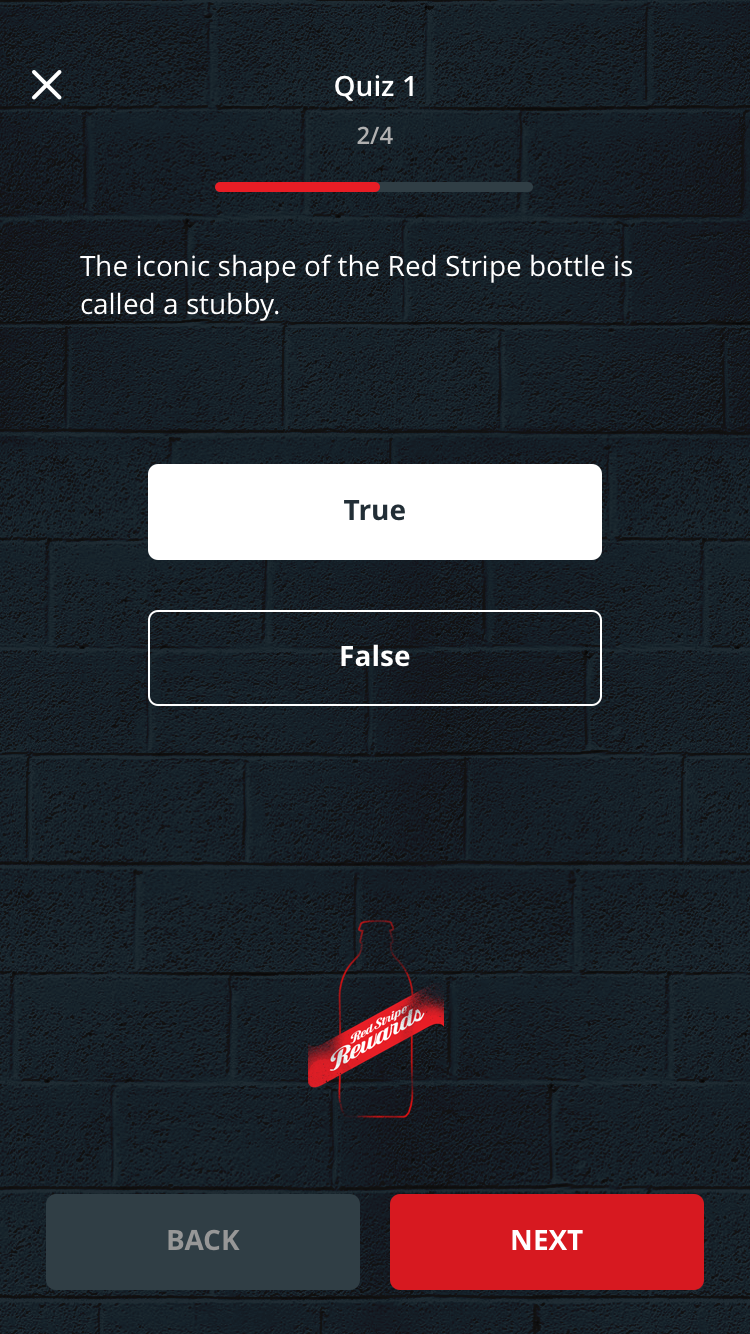 Quiz 1
2/4
The iconic shape of the Red Stripe bottle is
called a stubby.
True
False
Red Stripe
Rewards
BACK
NEXT